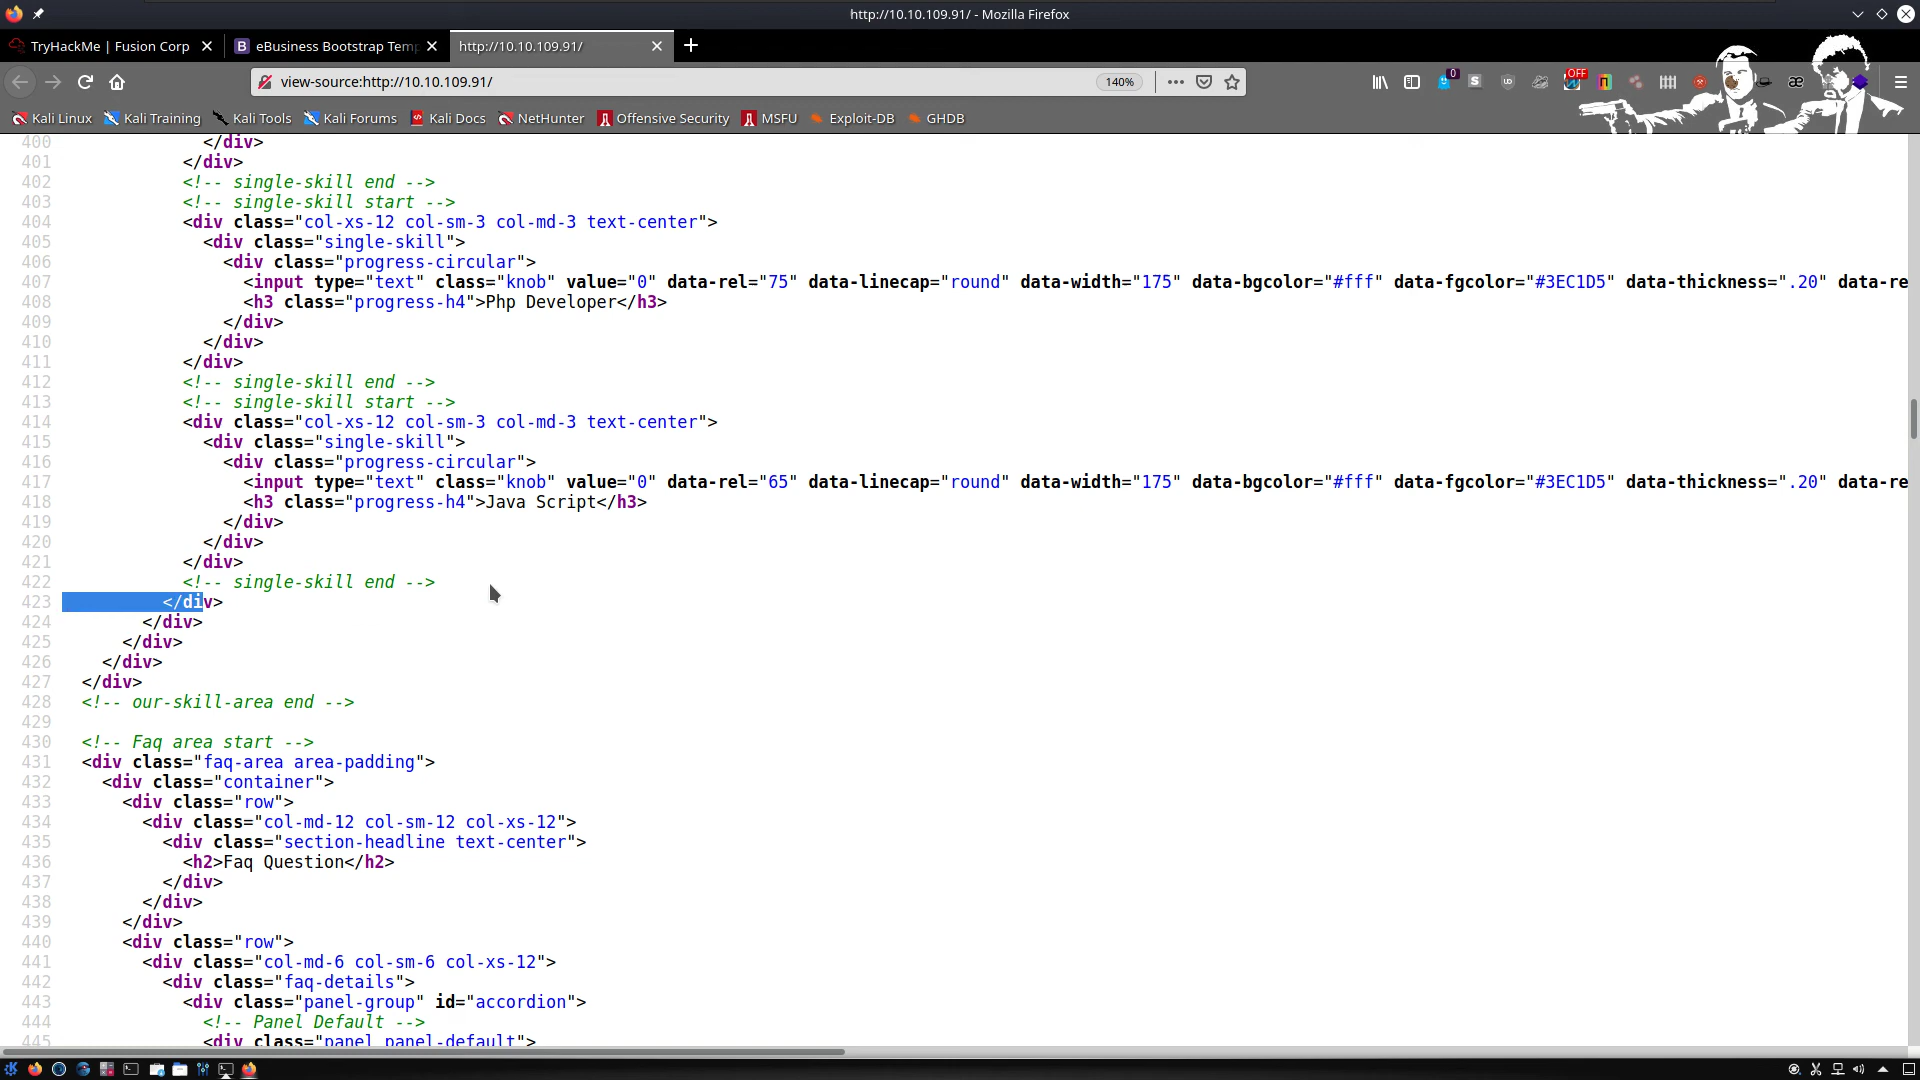 http://10.10.109.91/ - Mozilla Firefox
TryHackMe | Fusion Corp
eBusiness Bootstrap Temp
http://10.10.109.91/
view-source:http://10.10.109.91/
140%
0
OFF
Kali Linux
Kali Training
Kali Tools
Kali Forums
Kali Docs
NetHunter
Offensive Security
MSFU
Exploit-DB
GHDB
400 </div>
401 </div>
402 <!-- single-skill end -->
403 <!-- single-skill start -->
404 <div class="col-xs-12 col-sm-3 col-md-3 text-center">
405 <div class="single-skill">
406 <div class="progress-circular">
407 <input type="text" class="knob" value="0" data-rel="75" data-linecap="round" data-width="175" data-bgcolor="#fff" data-fgcolor="#3EC1D5" data-thickness=".20" data-re
408 <h3 class="progress-h4">Php Developer</h3>
409 </div>
410 </div>
411 </div>
412 <!-- single-skill end -->
413 <!-- single-skill start -->
414 <div class="col-xs-12 col-sm-3 col-md-3 text-center">
415 <div class="single-skill">
416 <div class="progress-circular">
417 <input type="text" class="knob" value="0" data-rel="65" data-linecap="round" data-width="175" data-bgcolor="#fff" data-fgcolor="#3EC1D5" data-thickness=".20" data-re
418 <h3 class="progress-h4">Java Script</h3>
419 </div>
420 </div>
421 </div>
422 <!-- single-skill end -->
423 </div>
424 </div>
425 </div>
426 </div>
427 </div>
428 <!-- our-skill-area end -->
429
430 <!-- Faq area start -->
431 <div class="faq-area area-padding">
432 <div class="container">
433 <div class="row">
434 <div class="col-md-12 col-sm-12 col-xs-12">
435 <div class="section-headline text-center">
436 <h2>Faq Question</h2>
437 </div>
438 </div>
439 </div>
440 <div class="row">
441 <div class="col-md-6 col-sm-6 col-xs-12">
442 <div class="faq-details">
443 <div class="panel-group" id="accordion">
444 <!-- Panel Default -->
445 <div class="panel panel-default">